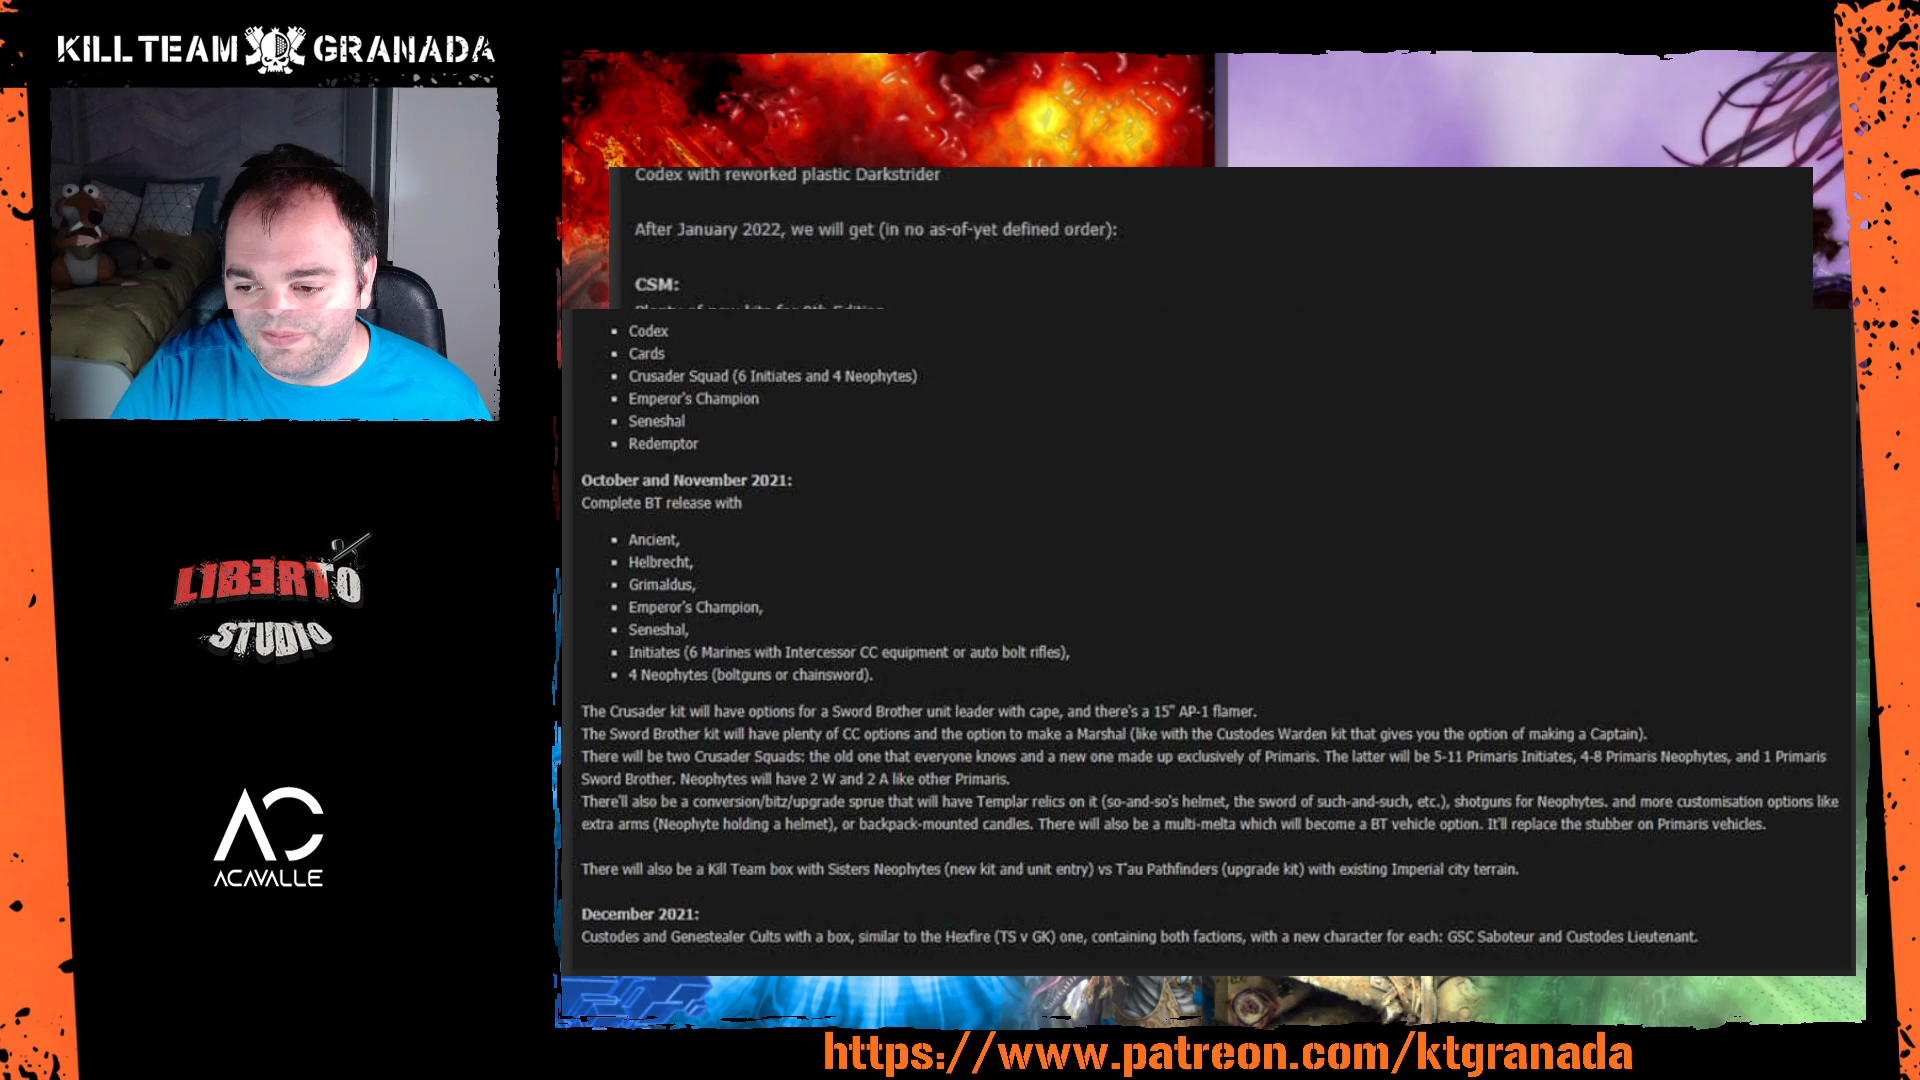 KILL TEAM GRANADA
Codex with reworked plastic Darkstrider
After January 2022, we will get (in no as-of-yet defined order):
CSM:
Plenty of new kits for 9th Edition
Codex
Cards
Crusader Squad (6 Initiates and 4 Neophytes)
Emperor's Champion
Seneshal
Redemptor
October and November 2021:
Complete BT release with
Ancient,
Helbrecht,
Grimaldus,
Emperor's Champion,
Seneshal,
Initiates (6 Marines with Intercessor CC equipment or auto bolt rifles),
4 Neophytes (boltguns or chainsword).
The Crusader kit will have options for a Sword Brother unit leader with cape, and there's a 15" AP-1 flamer.
The Sword Brother kit will have plenty of CC options and the option to make a Marshal (like with the Custodes Warden kit that gives you the option of making a Captain).
There will be two Crusader Squads: the old one that everyone knows and a new one made up exclusively of Primaris. The latter will be 5-11 Primaris Initiates, 4-8 Primaris Neophytes, and 1 Primaris
Sword Brother. Neophytes will have 2 W and 2 A like other Primaris.
There'll also be a conversion/bitz/upgrade sprue that will have Templar relics on it (so-and-so's helmet, the sword of such-and-such, etc.), shotguns for Neophytes. and more customisation options like
extra arms (Neophyte holding a helmet), or backpack-mounted candles. There will also be a multi-melta which will become a BT vehicle option. It'll replace the stubber on Primaris vehicles.
There will also be a Kill Team box with Sisters Neophytes (new kit and unit entry) vs T'au Pathfinders (upgrade kit) with existing Imperial city terrain.
December 2021:
Custodes and Genestealer Cults with a box, similar to the Hexfire (TS v GK) one, containing both factions, with a new character for each: GSC Saboteur and Custodes Lieutenant.
LIBERTO
STUDIO
AC
ACAVALLE
https://www.patreon.com/ktgranada